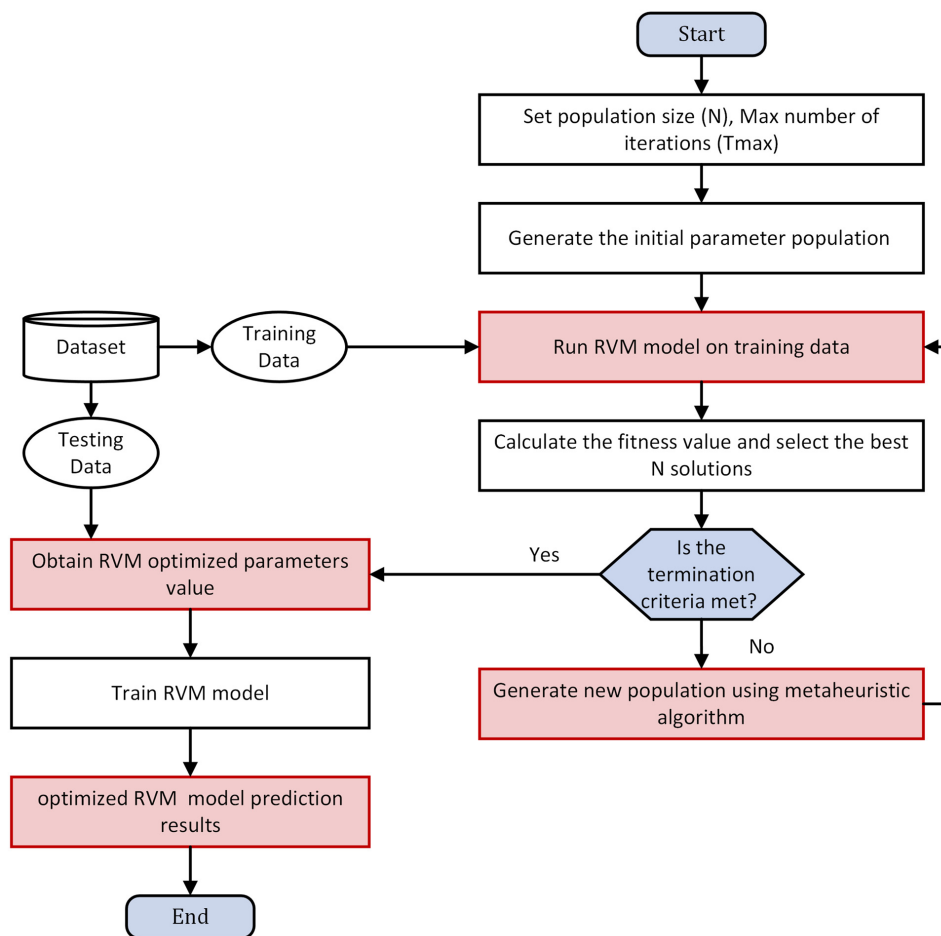 Start
Set population size (N), Max number of
iterations (Tmax)
Generate the initial parameter population
Dataset
Training
Data
Run RVM model on training data
Testing
Data
Calculate the fitness value and select the best
N solutions
Is the
termination
criteria met?
Yes
No
Obtain RVM optimized parameters
value
Generate new population using metaheuristic
algorithm
Train RVM model
optimized RVM  model prediction
results
End